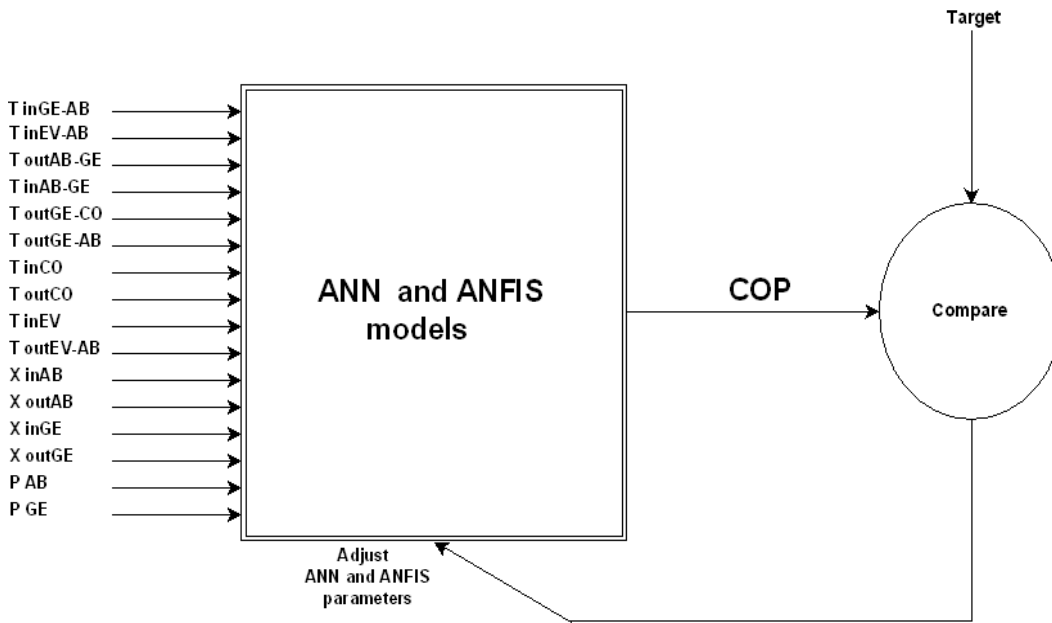 Target
T inGE-AB
T inEV-AB
T outAB-GE
T inAB-GE
T outGE-CO
T outGE-AB
T inCO
T outCO
T inEV
T outEV-AB
X inAB
X outAB
X inGE
X outGE
P AB
P GE
ANN and ANFIS
models
COP
Compare
Adjust
ANN and ANFIS
parameters